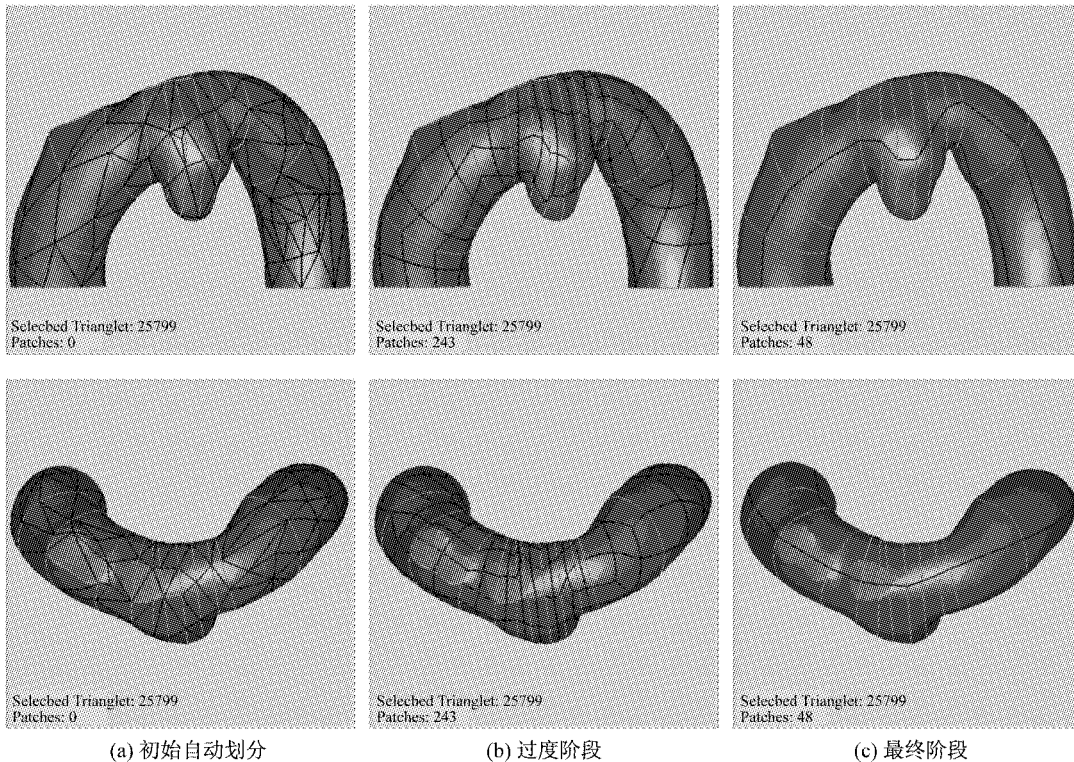 Selecbed Trianglet: 25799
Patches: 0
Selecbed Trianglet: 25799
Patches: 243
Selecbed Trianglet: 25799
Patches: 48
Selecbed Trianglet: 25799
Patches: 0
Selecbed Trianglet: 25799
Patches: 243
Selecbed Trianglet: 25799
Patches: 48
(a) 初始自动划分
(b) 过度阶段
(c) 最终阶段